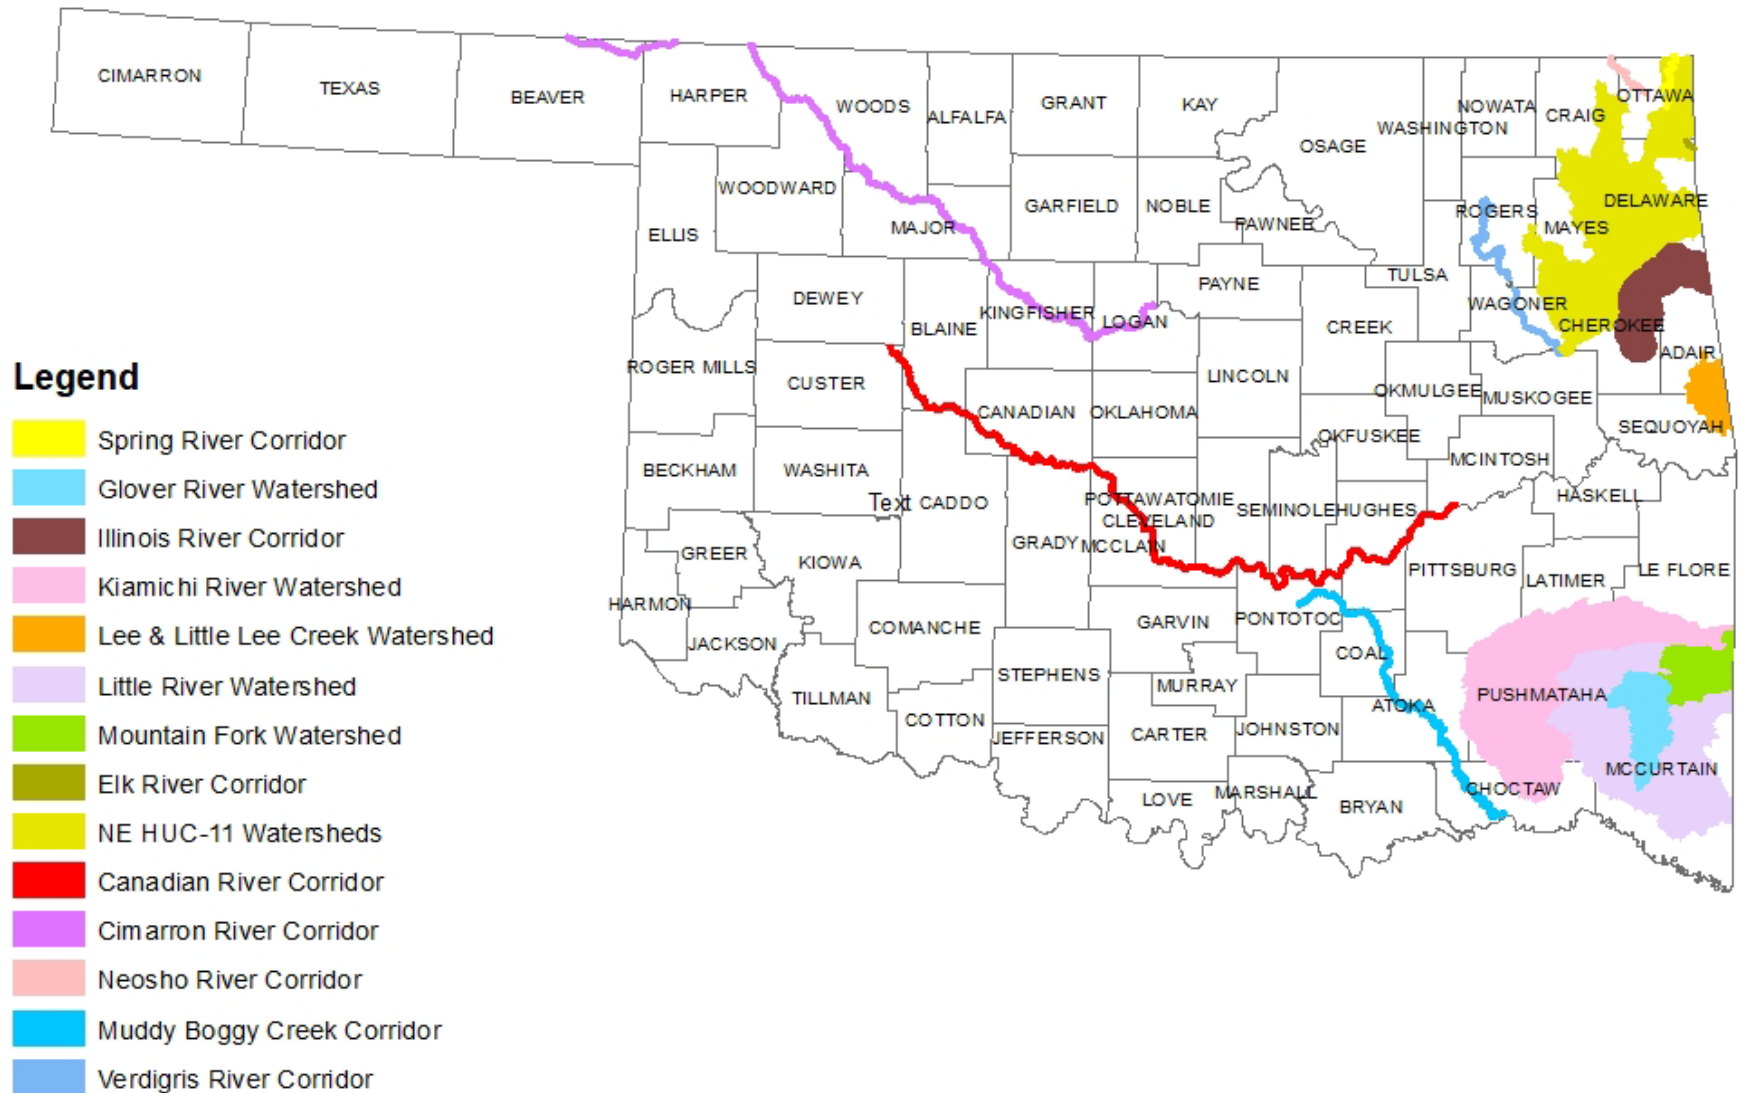 CIMARRON
TEXAS
BEAVER
HARPER
WOODS
ALFALFA
GRANT
KAY
OSAGE
WASHINGTON
NOWATA
CRAIG
OTTAWA
WOODWARD
ELLIS
MAJOR
GARFIELD
NOBLE
PAWNEE
ROGERS
MAYES
DELAWARE
DEWEY
BLAINE
KINGFISHER
LOGAN
PAYNE
TULSA
CREEK
WAGONER
CHEROKEE
ADAIR
ROGER MILLS
CUSTER
CANADIAN
OKLAHOMA
LINCOLN
OKMULGEE
MUSKOGEE
SEQUOYAH
OKFUSKEE
MCINTOSH
HASKELL
BECKHAM
WASHITA
Text
CADDO
GRADY
POTTAWATOMIE
CLEVELAND
MCCLAIN
SEMINOLE
HUGHES
PITTSBURG
LATIMER
LE FLORE
GREER
KIOWA
HARMON
JACKSON
COMANCHE
GARVIN
PONTOTOC
COAL
TILLMAN
COTTON
STEPHENS
JEFFERSON
MURRAY
CARTER
JOHNSTON
ATOKA
PUSHMATAHA
MCCURTAIN
LOVE
MARSHALL
BRYAN
CHOCTAW
Legend
Spring River Corridor
Glover River Watershed
Illinois River Corridor
Kiamichi River Watershed
Lee & Little Lee Creek Watershed
Little River Watershed
Mountain Fork Watershed
Elk River Corridor
NE HUC-11 Watersheds
Canadian River Corridor
Cimarron River Corridor
Neosho River Corridor
Muddy Boggy Creek Corridor
Verdigris River Corridor